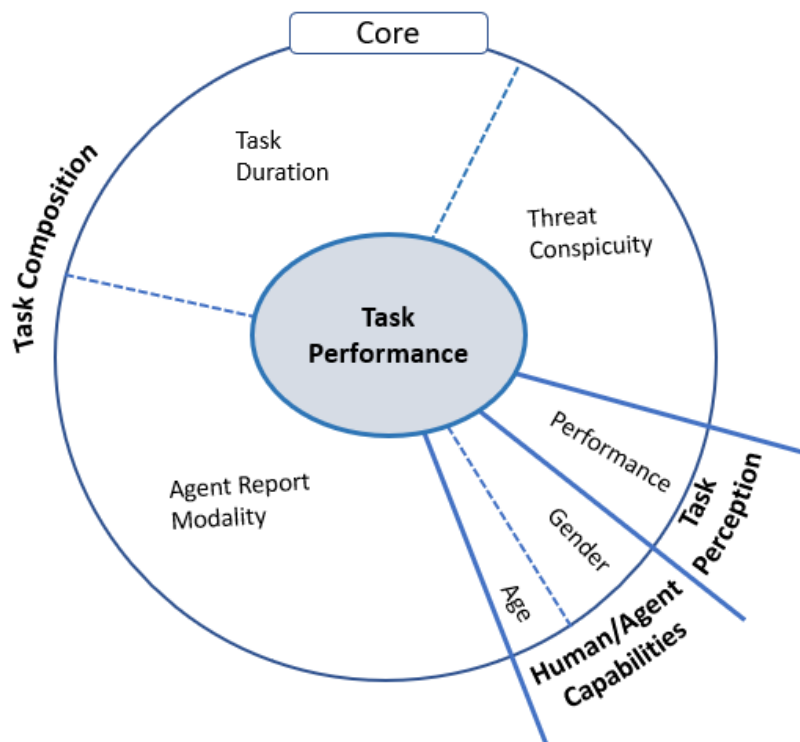 Core
Task
Duration
Threat
Conspicuity
Task Composition
Task
Performance
Performance
Task
Perception
Agent Report
Modality
Gender
Age
Human/Agent
Capabilities